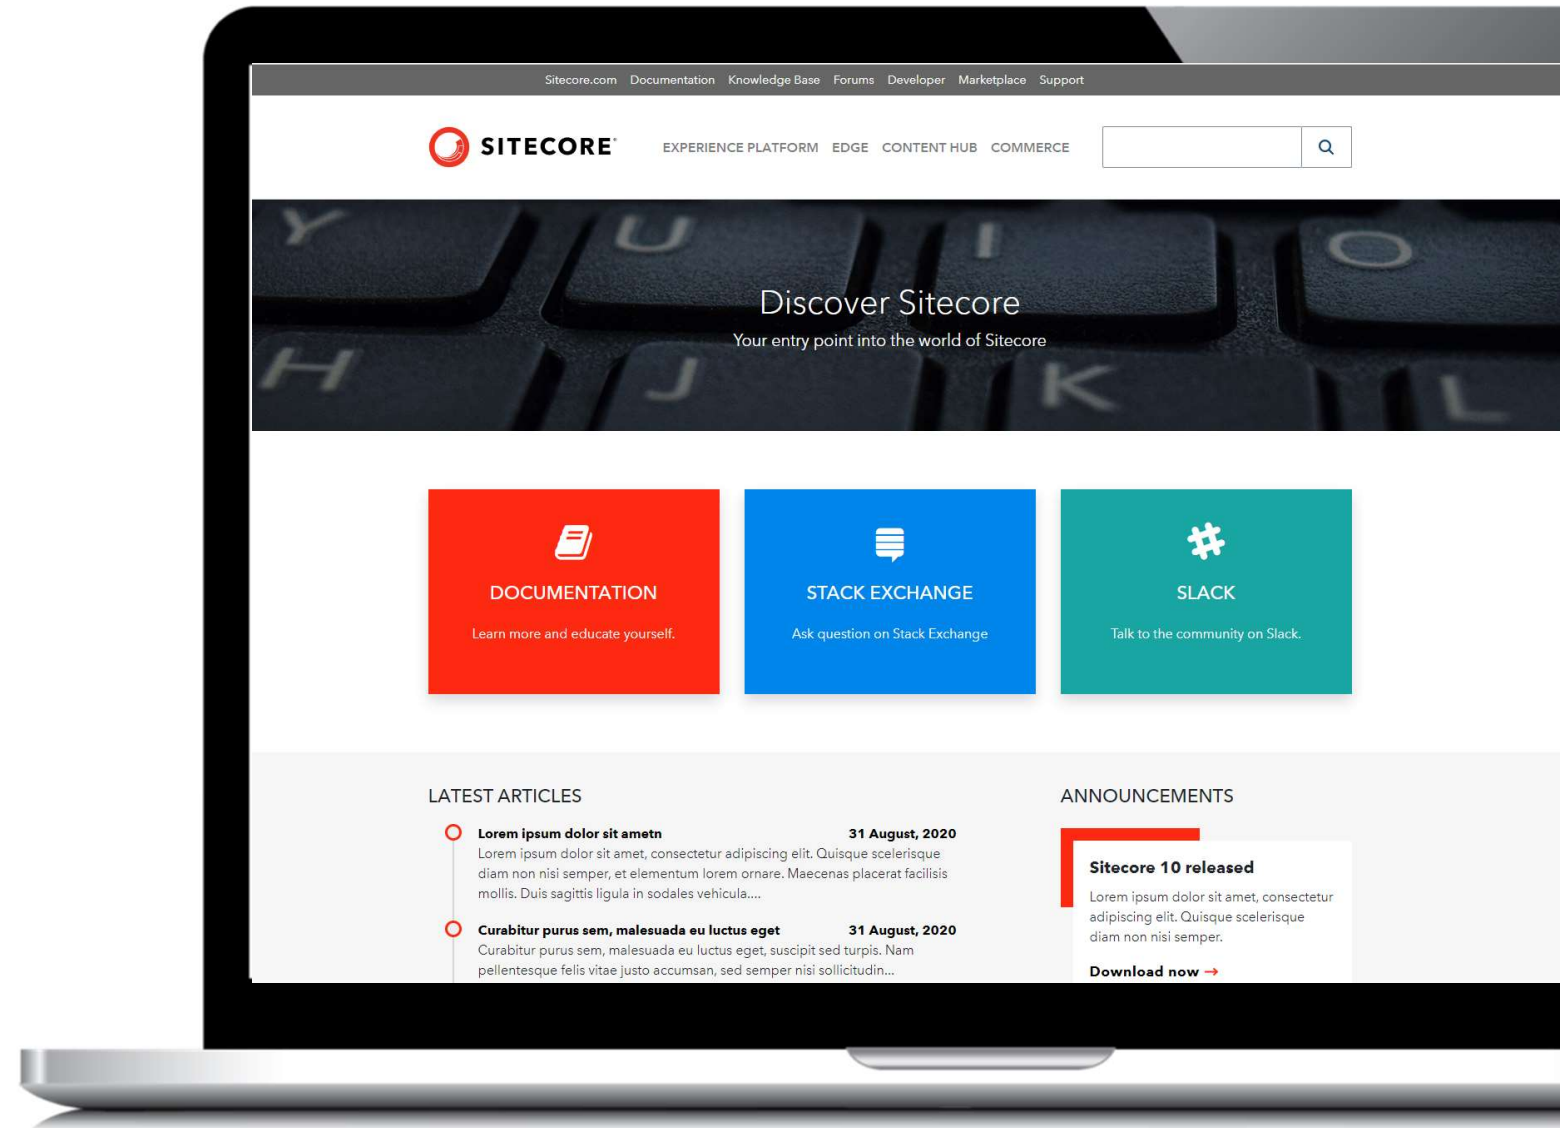 Sitecore.com Documentation Knowledge Base Forums Developer Marketplace Support
SITECORE
EXPERIENCE PLATFORM EDGE CONTENT HUB COMMERCE
Y U I O
Discover Sitecore
Your entry point into the world of Sitecore
H J K L
DOCUMENTATION
Learn more and educate yourself.
STACK EXCHANGE
Ask question on Stack Exchange
SLACK
Talk to the community on Slack.
LATEST ARTICLES
Lorem ipsum dolor sit ametn 31 August, 2020
Lorem ipsum dolor sit amet, consectetur adipiscing elit. Quisque scelerisque
diam non nisi semper, et elementum lorem ornare. Maecenas placerat facilisis
mollis. Duis sagittis ligula in sodales vehicula....
Curabitur purus sem, malesuada eu luctus eget 31 August, 2020
Curabitur purus sem, malesuada eu luctus eget, suscipit sed turpis. Nam
pellentesque felis vitae justo accumsan, sed semper nisi sollicitudin...
ANNOUNCEMENTS
Sitecore 10 released
Lorem ipsum dolor sit amet, consectetur
adipiscing elit. Quisque scelerisque
diam non nisi semper.
Download now →